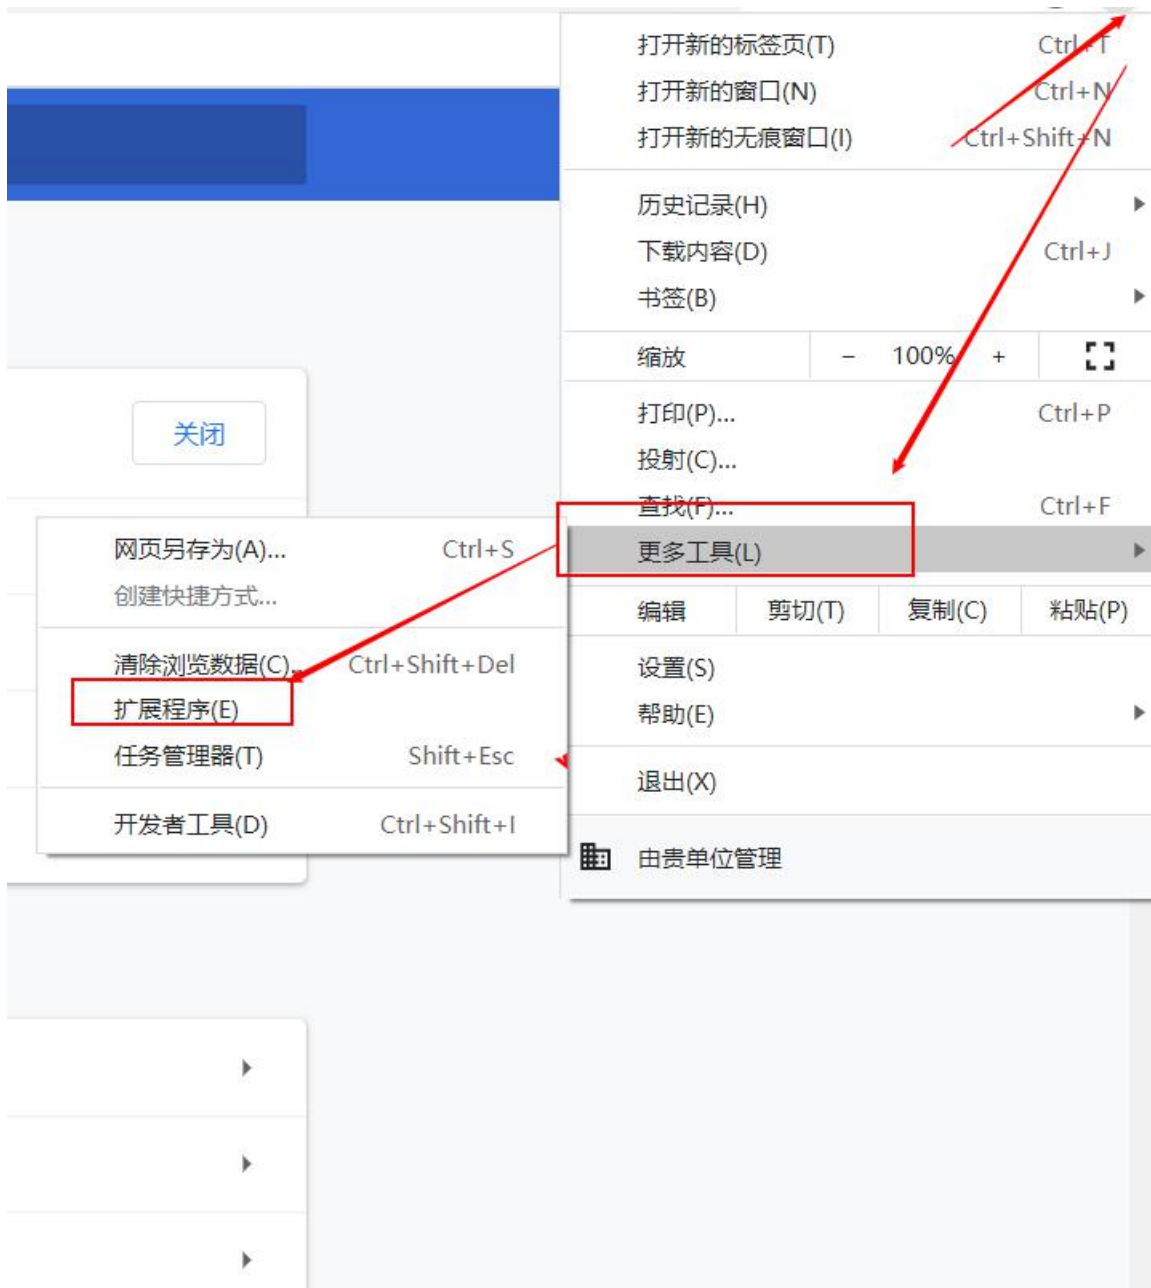 打开新的标签页(T) Ctrl+T
打开新的窗口(N) Ctrl+N
打开新的无痕窗口(I) Ctrl+Shift+N
历史记录(H)
下载内容(D) Ctrl+J
书签(B)
缩放 − 100% +
打印(P)... Ctrl+P
投射(C)...
查找(F)... Ctrl+F
更多工具(L)
编辑 剪切(T) 复制(C) 粘贴(P)
设置(S)
帮助(E)
退出(X)
由贵单位管理
关闭
网页另存为(A)... Ctrl+S
创建快捷方式...
清除浏览数据(C)... Ctrl+Shift+Del
扩展程序(E)
任务管理器(T) Shift+Esc
开发者工具(D) Ctrl+Shift+I